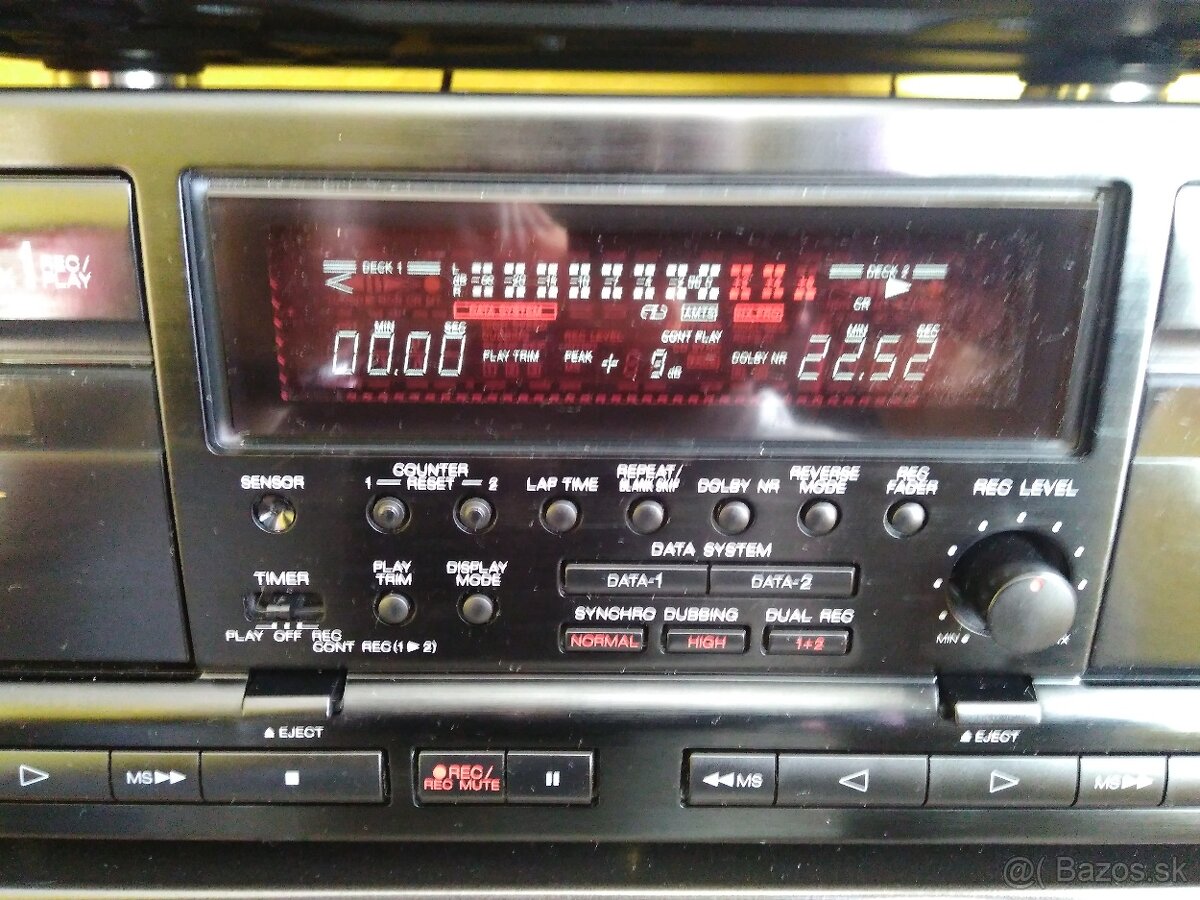 REC/
PLAY
DECK 1
DECK 2
L
dB
R
CR
DATA SYSTEM
AMTS
MIN SEC
00.00
PLAY TRIM
PEAK + 9 dB
CONT PLAY
DOLBY NR
MIN SEC
22.52
SENSOR
COUNTER
1 — RESET — 2
LAP TIME
REPEAT/
BLANK SKIP
DOLBY NR
REVERSE
MODE
REC
FADER
REC LEVEL
DATA SYSTEM
TIMER
PLAY
TRIM
DISPLAY
MODE
DATA-1
DATA-2
SYNCHRO DUBBING
DUAL REC
PLAY OFF REC
CONT REC(1▶2)
NORMAL
HIGH
1+2
MIN
EJECT
EJECT
MS
REC/
REC MUTE
MS
MS
@( Bazos.sk